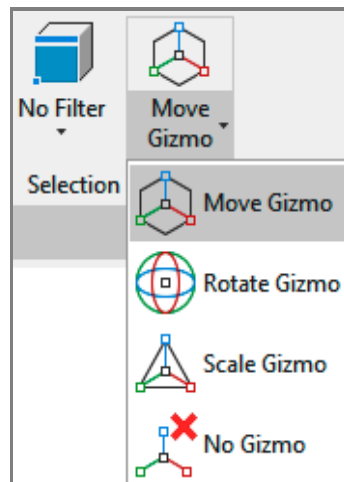 No Filter
Move
Gizmo
Selection
Move Gizmo
Rotate Gizmo
Scale Gizmo
No Gizmo